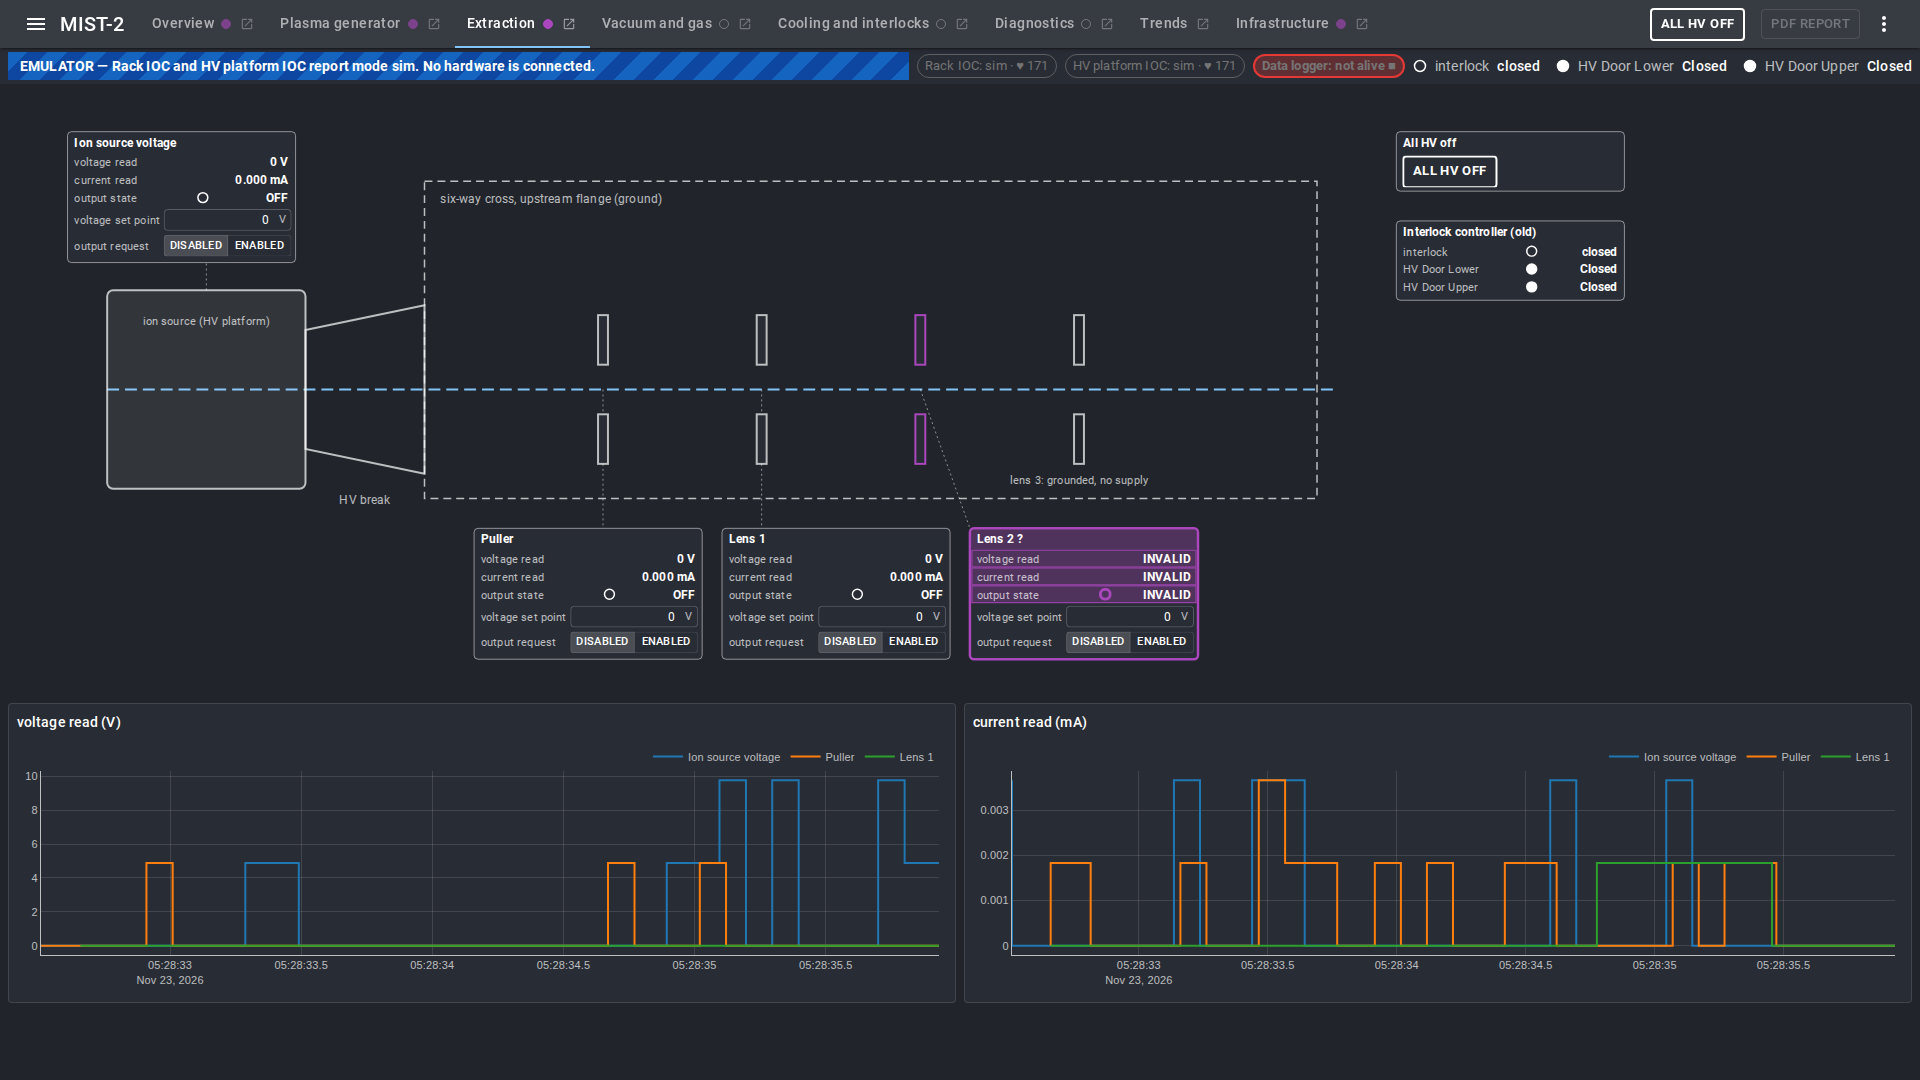 MIST-2 Overview Plasma generator Extraction Vacuum and gas Cooling and interlocks Diagnostics Trends Infrastructure ALL HV OFF PDF REPORT
EMULATOR — Rack IOC and HV platform IOC report mode sim. No hardware is connected. Rack IOC: sim · ♥ 171 HV platform IOC: sim · ♥ 171 Data logger: not alive ■ interlock closed HV Door Lower Closed HV Door Upper Closed
Ion source voltage
voltage read 0 V
current read 0.000 mA
output state OFF
voltage set point 0 V
output request DISABLED ENABLED
All HV off
ALL HV OFF
Interlock controller (old)
interlock closed
HV Door Lower Closed
HV Door Upper Closed
six-way cross, upstream flange (ground)
ion source (HV platform)
HV break
lens 3: grounded, no supply
Puller
voltage read 0 V
current read 0.000 mA
output state OFF
voltage set point 0 V
output request DISABLED ENABLED
Lens 1
voltage read 0 V
current read 0.000 mA
output state OFF
voltage set point 0 V
output request DISABLED ENABLED
Lens 2 ?
voltage read INVALID
current read INVALID
output state INVALID
voltage set point 0 V
output request DISABLED ENABLED
voltage read (V)
Ion source voltage Puller Lens 1
10
8
6
4
2
0
05:28:33 05:28:33.5 05:28:34 05:28:34.5 05:28:35 05:28:35.5
Nov 23, 2026
current read (mA)
Ion source voltage Puller Lens 1
0.003
0.002
0.001
0
05:28:33 05:28:33.5 05:28:34 05:28:34.5 05:28:35 05:28:35.5
Nov 23, 2026